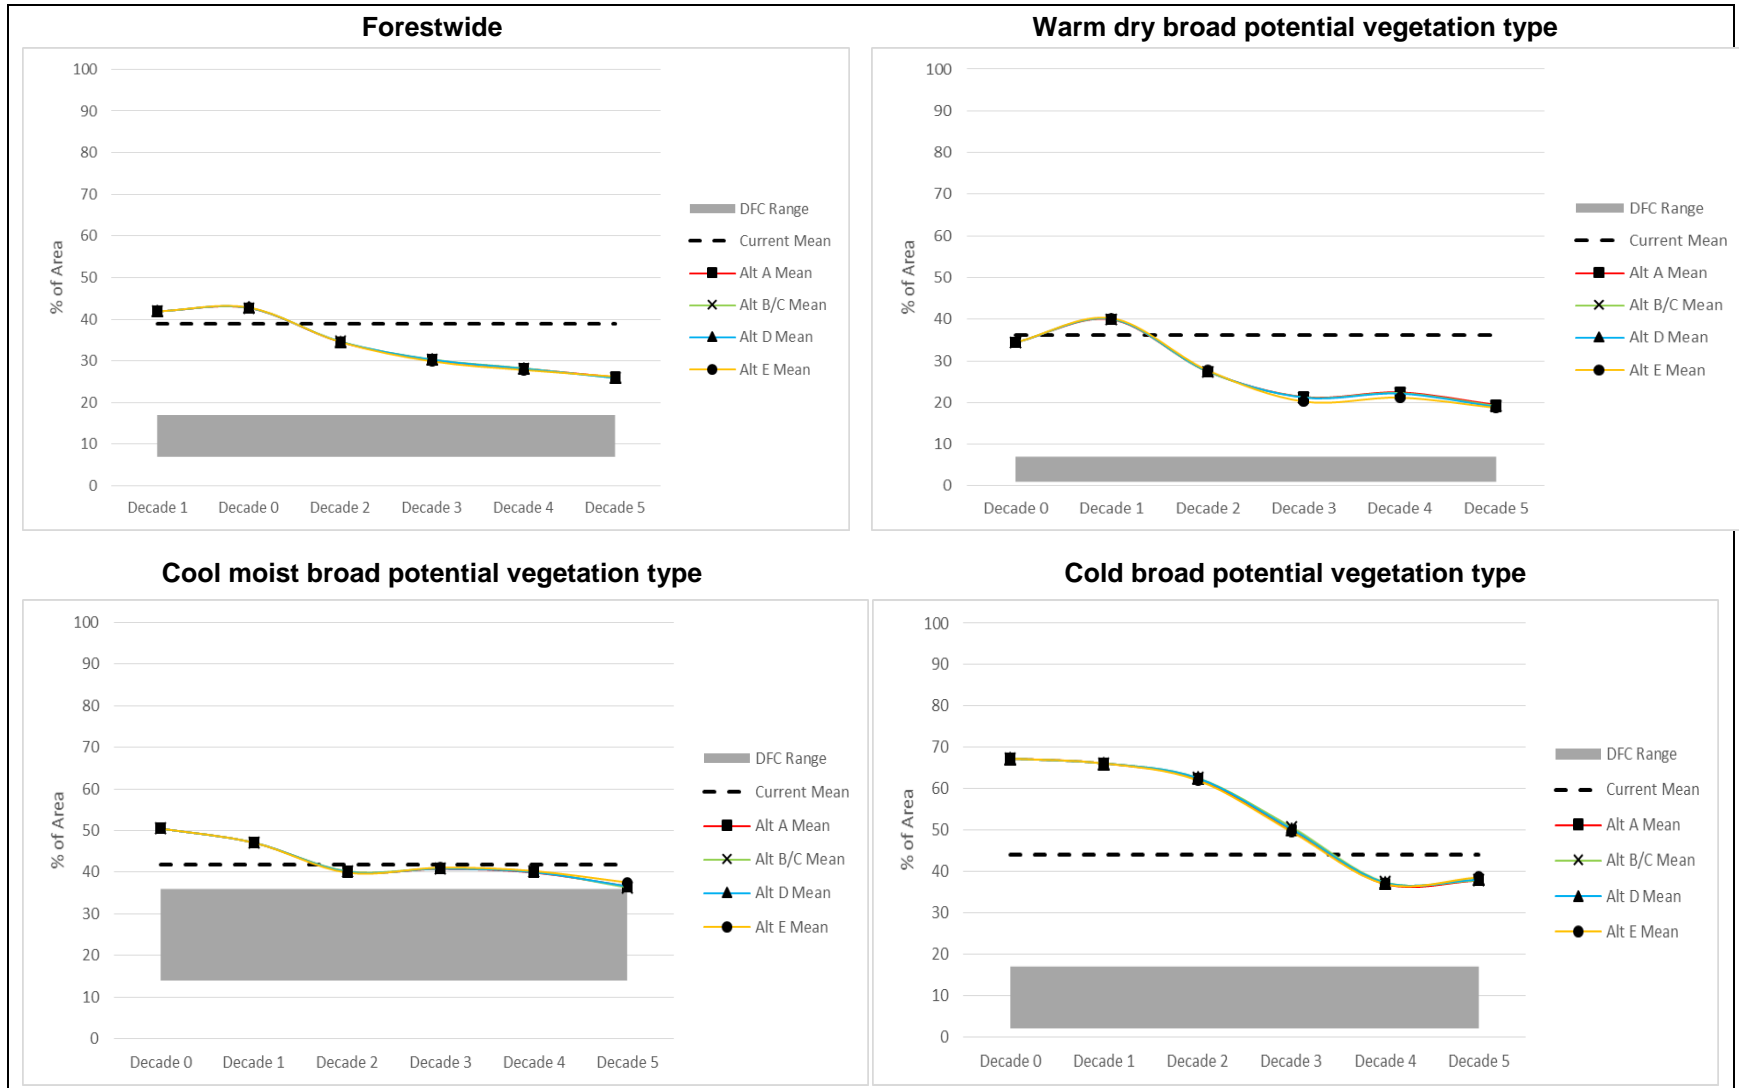 Forestwide
100
90
80
70
60
50
40
30
20
10
0
% of Area
Decade 1 Decade 0 Decade 2 Decade 3 Decade 4 Decade 5
DFC Range
Current Mean
Alt A Mean
Alt B/C Mean
Alt D Mean
Alt E Mean
Warm dry broad potential vegetation type
100
90
80
70
60
50
40
30
20
10
0
% of Area
Decade 0 Decade 1 Decade 2 Decade 3 Decade 4 Decade 5
DFC Range
Current Mean
Alt A Mean
Alt B/C Mean
Alt D Mean
Alt E Mean
Cool moist broad potential vegetation type
100
90
80
70
60
50
40
30
20
10
0
% of Area
Decade 0 Decade 1 Decade 2 Decade 3 Decade 4 Decade 5
DFC Range
Current Mean
Alt A Mean
Alt B/C Mean
Alt D Mean
Alt E Mean
Cold broad potential vegetation type
100
90
80
70
60
50
40
30
20
10
0
% of Area
Decade 0 Decade 1 Decade 2 Decade 3 Decade 4 Decade 5
DFC Range
Current Mean
Alt A Mean
Alt B/C Mean
Alt D Mean
Alt E Mean